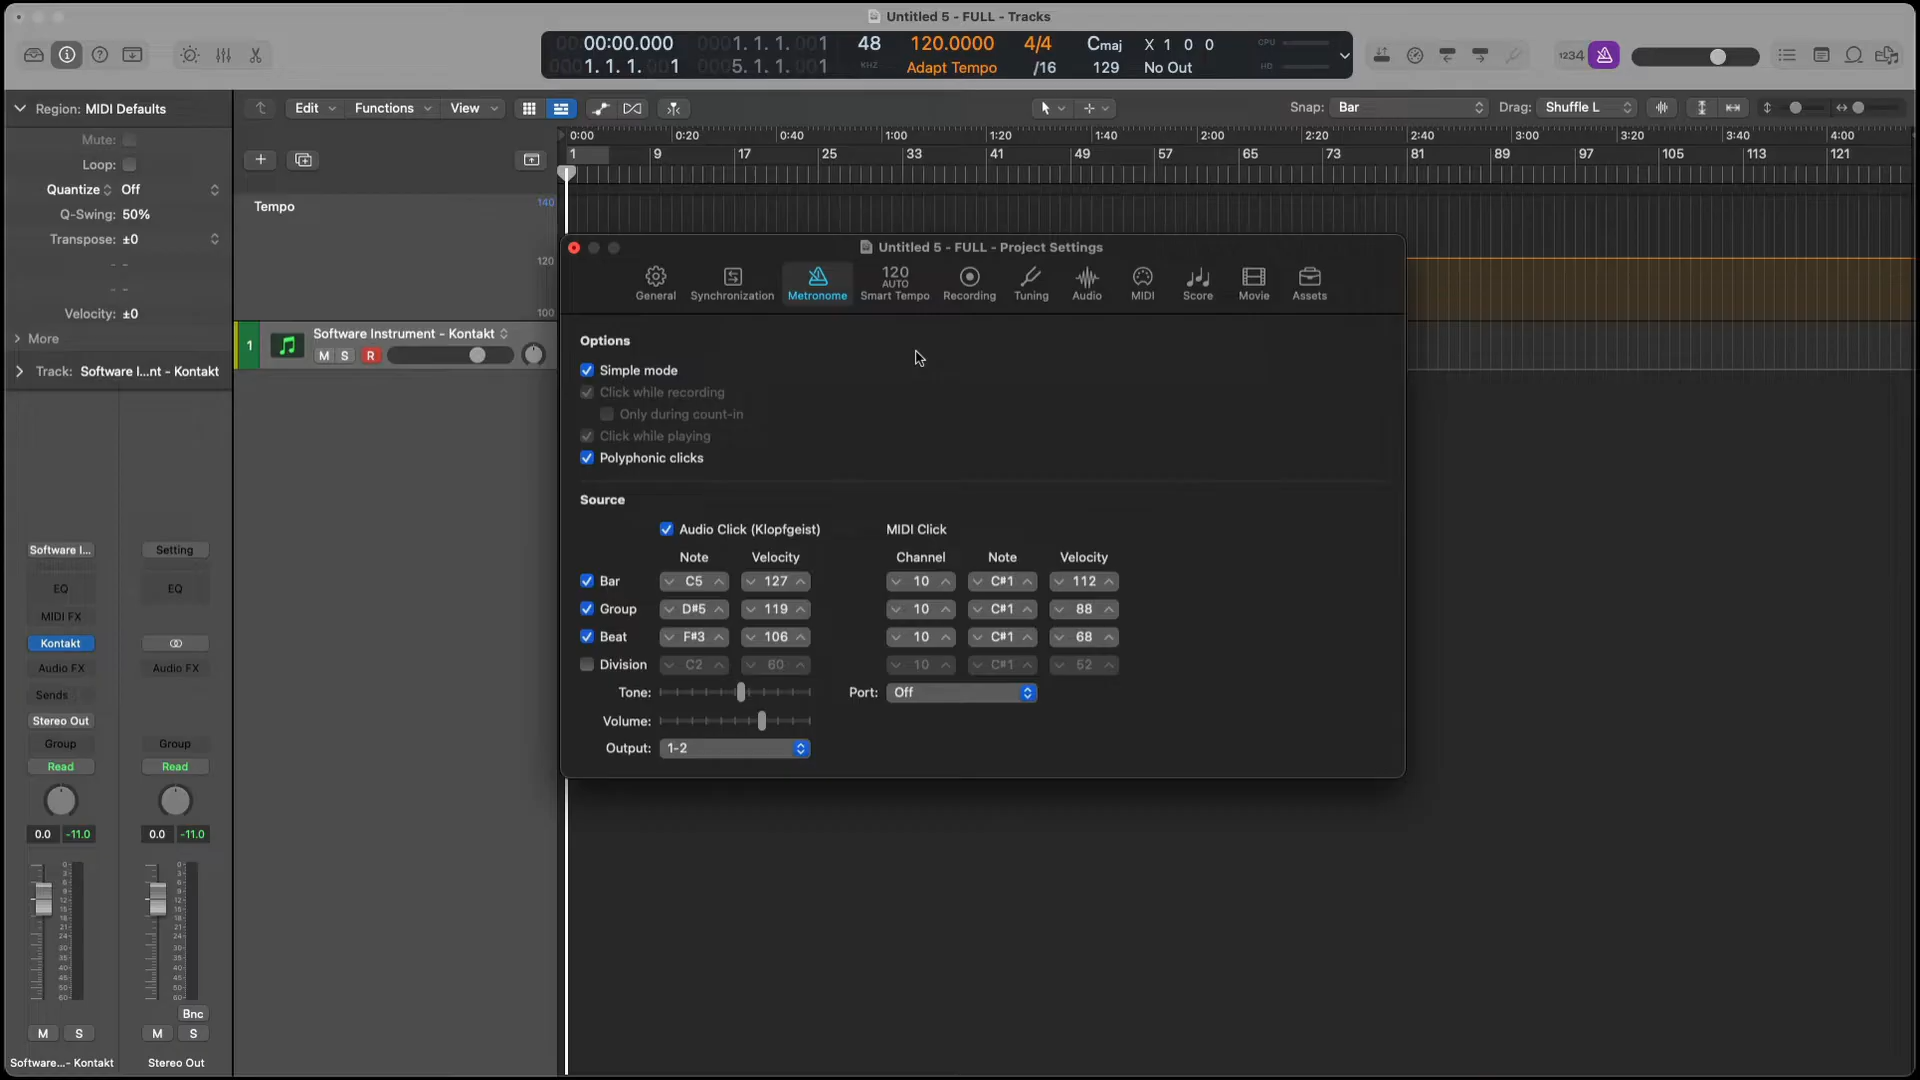 Untitled 5 - FULL - Tracks
00:00.000
1. 1. 1. 1
1. 1. 1. 001
5. 1. 1. 001
48
KHZ
120.0000
Adapt Tempo
4/4
/16
Cmaj
129
X 1 0 0
No Out
CPU
HD
1234
Region: MIDI Defaults
Mute:
Loop:
Quantize Off
Q-Swing: 50%
Transpose: ±0
Velocity: ±0
More
Track: Software I...nt - Kontakt
Edit Functions View
Snap: Bar
Drag: Shuffle L
0:00 0:20 0:40 1:00 1:20 1:40 2:00 2:20 2:40 3:00 3:20 3:40 4:00
1 9 17 25 33 41 49 57 65 73 81 89 97 105 113 121
Tempo
140
120
100
1
Software Instrument - Kontakt
M S R
Untitled 5 - FULL - Project Settings
General
Synchronization
Metronome
120
AUTO
Smart Tempo
Recording
Tuning
Audio
MIDI
Score
Movie
Assets
Options
Simple mode
Click while recording
Only during count-in
Click while playing
Polyphonic clicks
Source
Audio Click (Klopfgeist) MIDI Click
Note Velocity Channel Note Velocity
Bar C5 127 10 C#1 112
Group D#5 119 10 C#1 88
Beat F#3 106 10 C#1 68
Division C2 60 10 C#1 52
Tone: Port: Off
Volume:
Output: 1-2
Software I... Setting
EQ EQ
MIDI FX
Kontakt
Audio FX Audio FX
Sends
Stereo Out
Group Group
Read Read
0.0 -11.0 0.0 -11.0
Bnc
M S M S
Software...- Kontakt Stereo Out